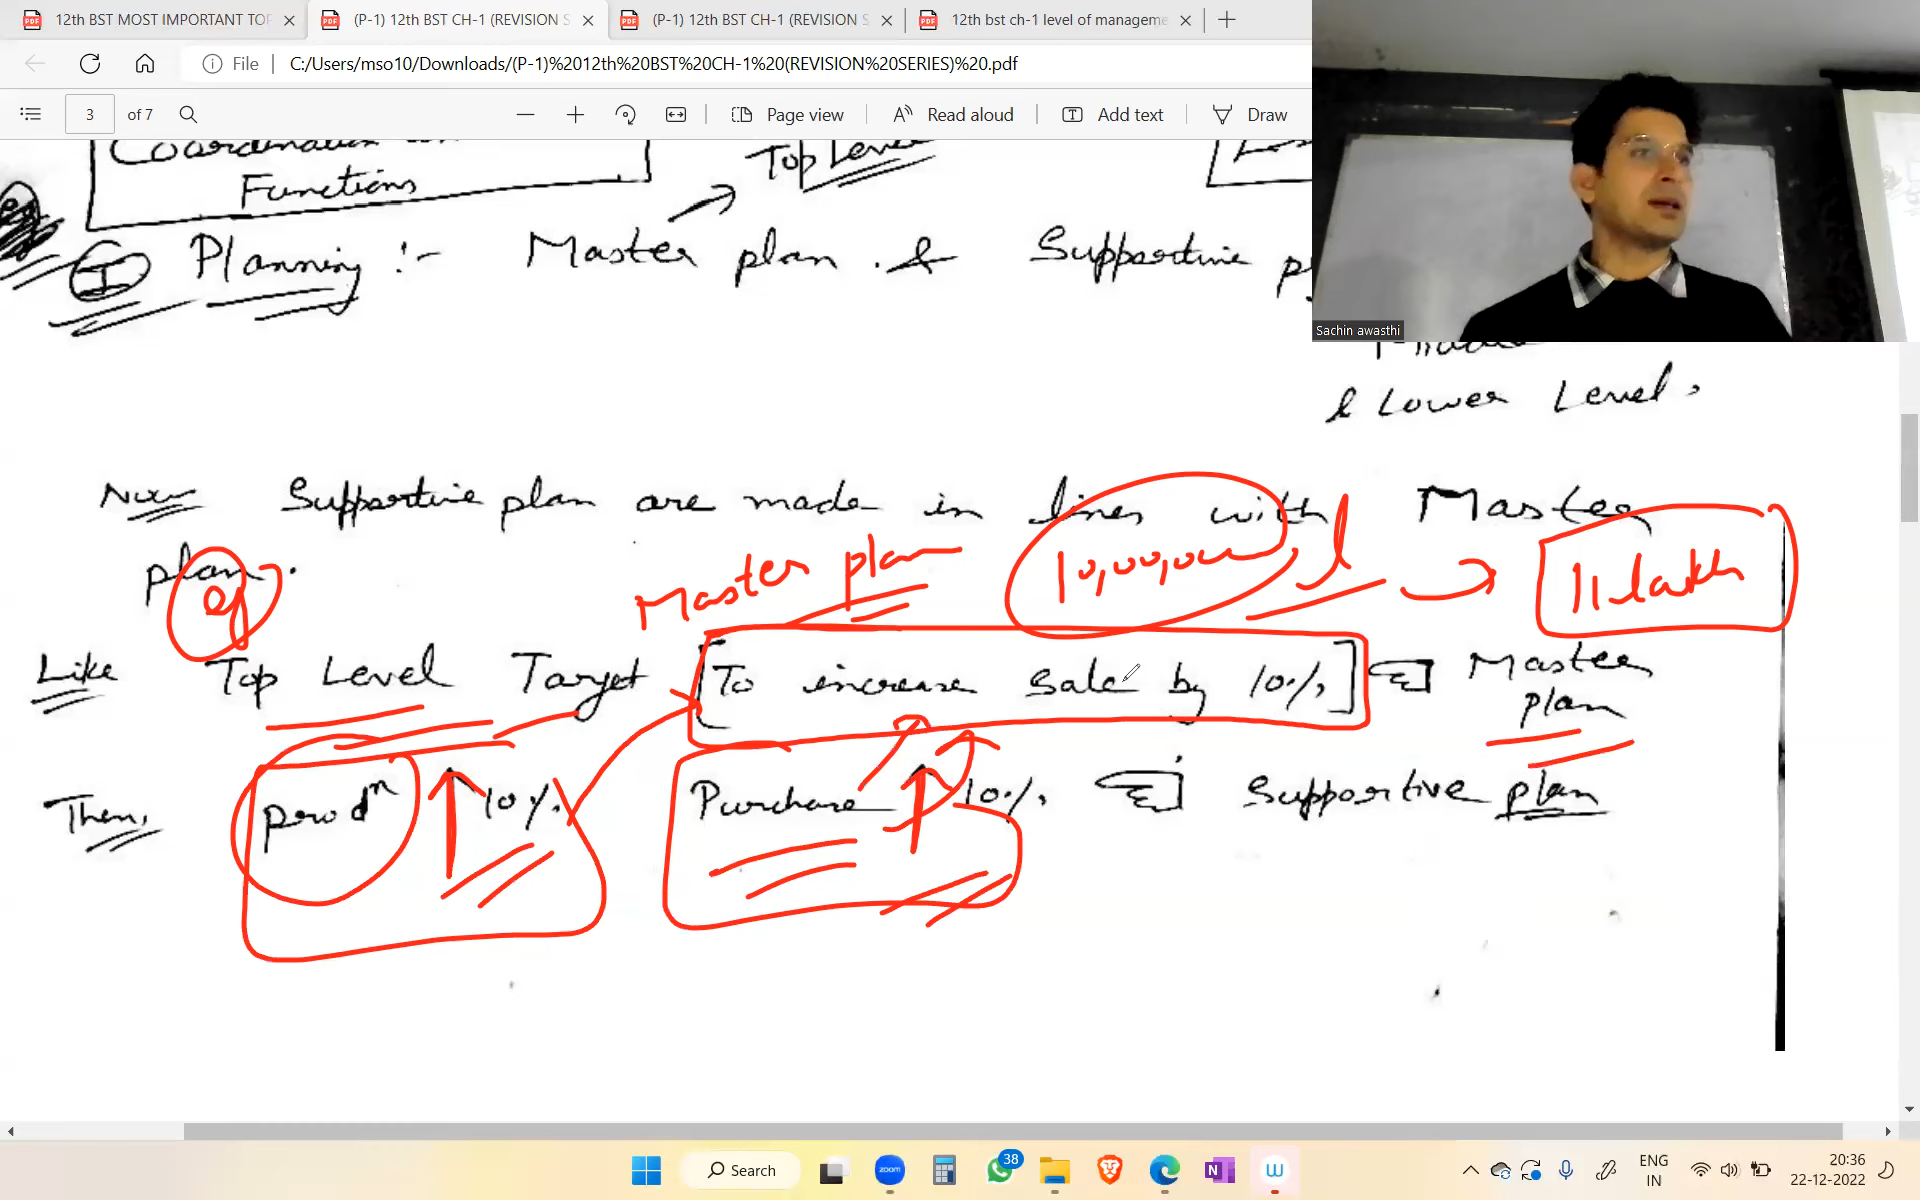 12th BST MOST IMPORTANT TOP
(P-1) 12th BST CH-1 (REVISION S
(P-1) 12th BST CH-1 (REVISION S
12th bst ch-1 level of manageme
File
C:/Users/mso10/Downloads/(P-1)%2012th%20BST%20CH-1%20(REVISION%20SERIES)%20.pdf
3 of 7
Page view
Read aloud
Add text
Draw
Functions
Top Level
I Planning :- Master plan & Supportive p
Sachin awasthi
& Lower Level.
Now Supportive plan are made in lines with Master
plan.
eg
Master plan
10,00,000
11 lakh
Like Top Level Target [To increase sale by 10%] Master
plan
Then, prodn ↑ 10% Purchase ↑ 10% Supportive plan
Search
zoom
38
ENG
IN
20:36
22-12-2022